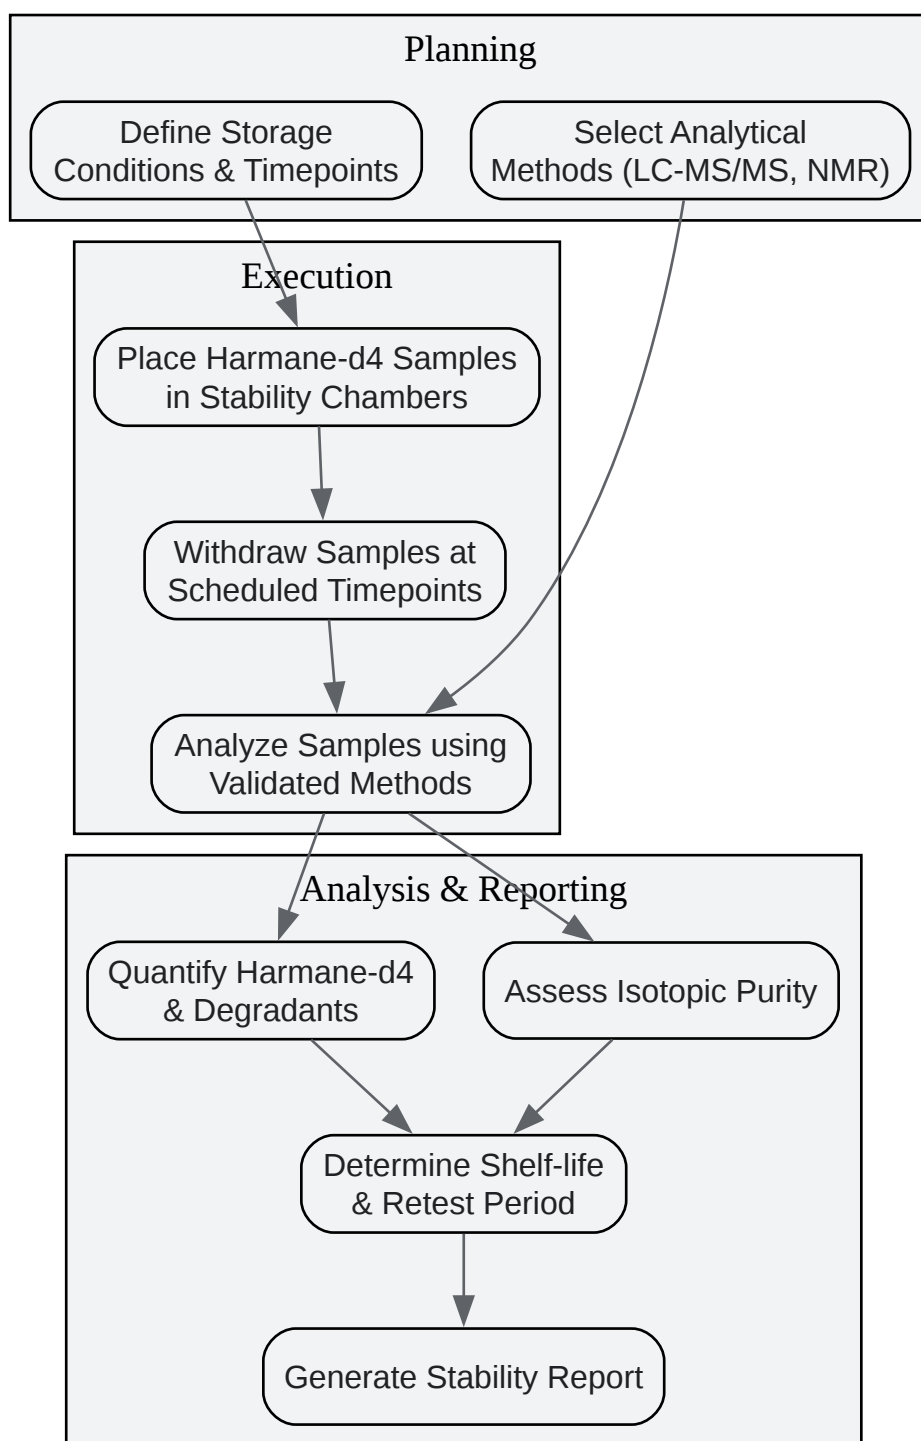 Planning
Define Storage
Conditions & Timepoints
Select Analytical
Methods (LC-MS/MS, NMR)
Execution
Place Harmane-d4 Samples
in Stability Chambers
Withdraw Samples at
Scheduled Timepoints
Analyze Samples using
Validated Methods
Analysis & Reporting
Quantify Harmane-d4
& Degradants
Assess Isotopic Purity
Determine Shelf-life
& Retest Period
Generate Stability Report